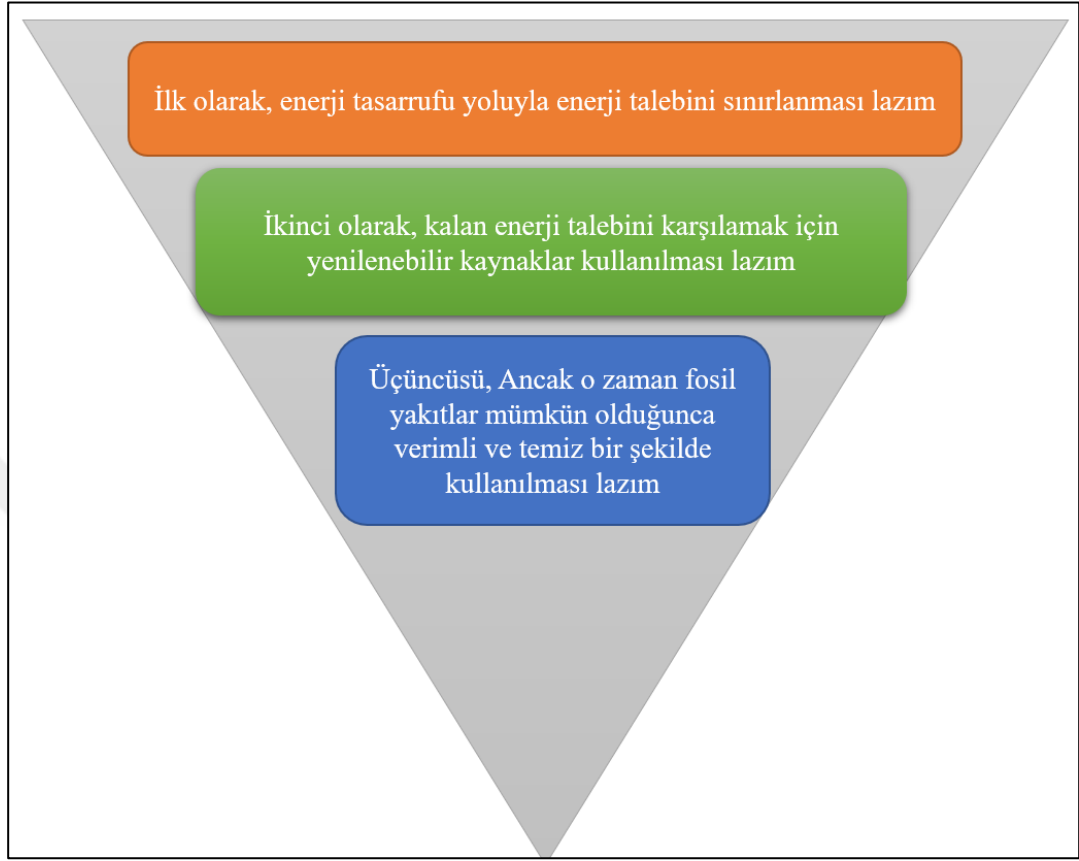 İlk olarak, enerji tasarrufu yoluyla enerji talebini sınırlanması lazım
İkinci olarak, kalan enerji talebini karşılamak için
yenilenebilir kaynaklar kullanılması lazım
Üçüncüsü, Ancak o zaman fosil
yakıtlar mümkün olduğunca
verimli ve temiz bir şekilde
kullanılması lazım